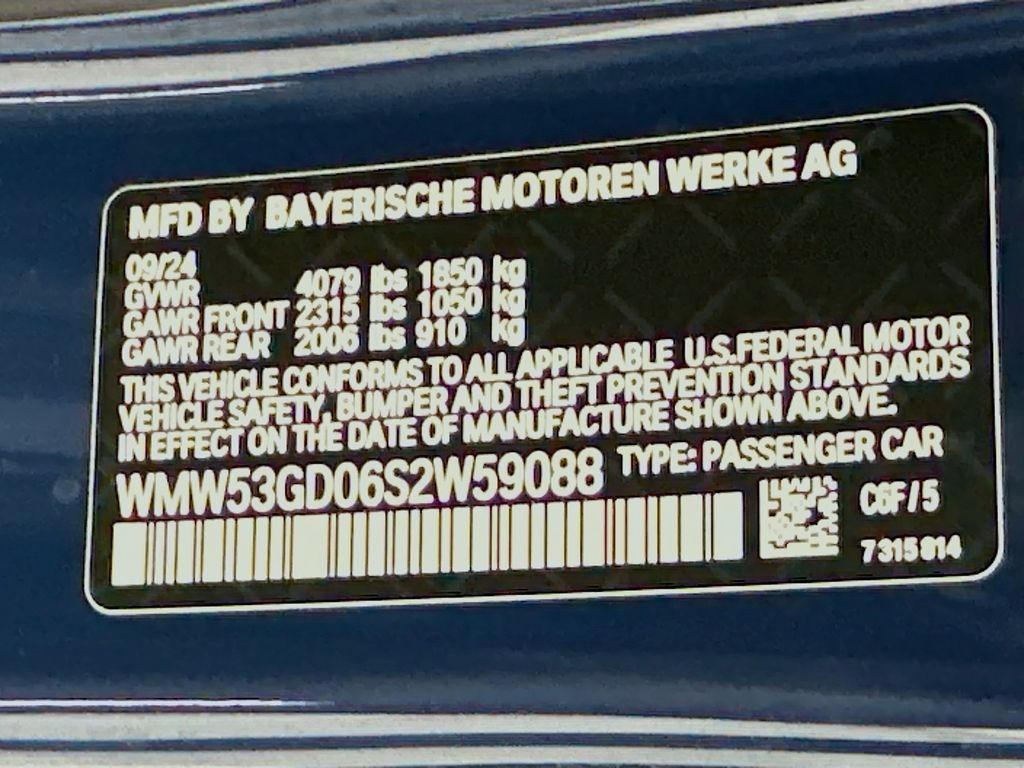 MFD BY BAYERISCHE MOTOREN WERKE AG
09/24
GVWR 4079 lbs 1850 kg
GAWR FRONT 2315 lbs 1050 kg
GAWR REAR 2006 lbs 910 kg
THIS VEHICLE CONFORMS TO ALL APPLICABLE U.S.FEDERAL MOTOR
VEHICLE SAFETY, BUMPER AND THEFT PREVENTION STANDARDS
IN EFFECT ON THE DATE OF MANUFACTURE SHOWN ABOVE.
WMW53GD06S2W59088 TYPE: PASSENGER CAR
C6F/5
7315814